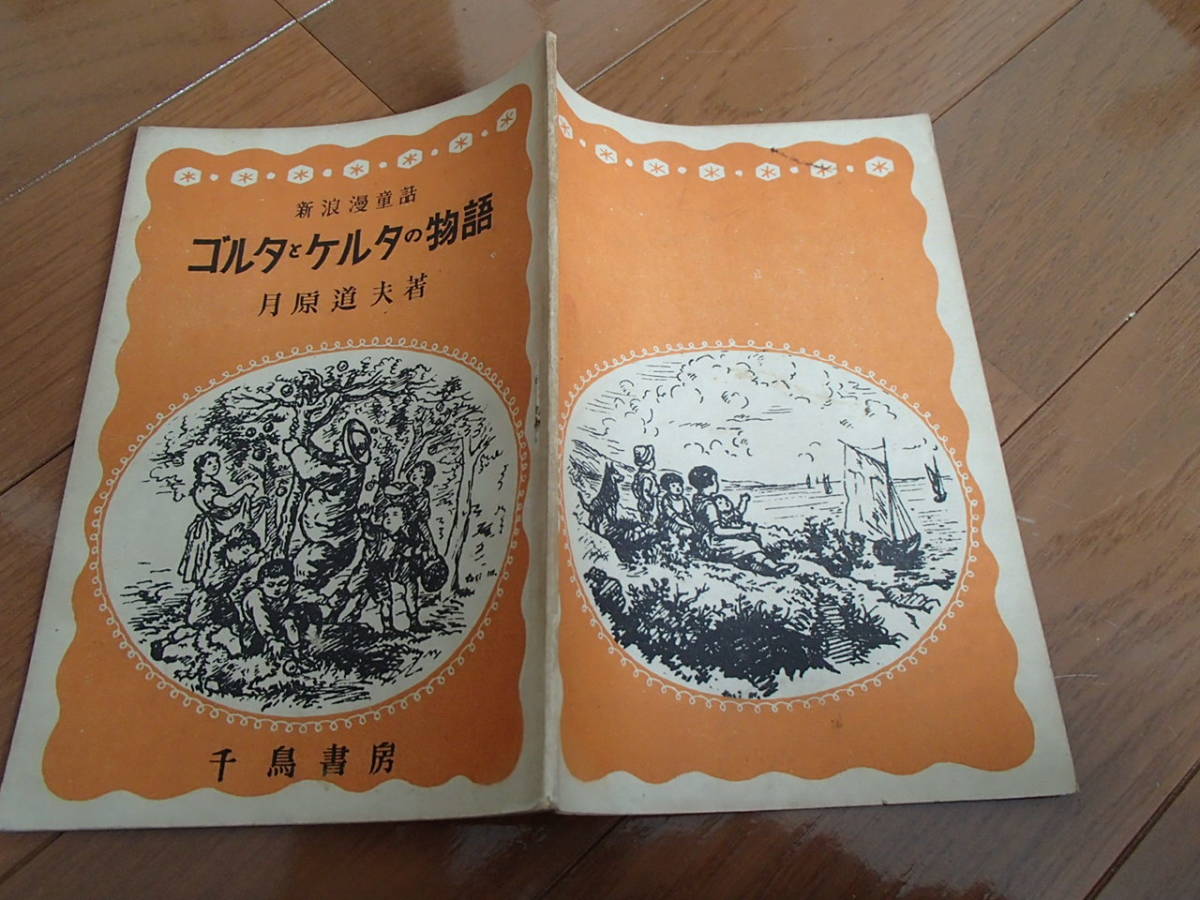 新浪漫童話
ゴルタとケルタの物語
月原道夫著
千鳥書房